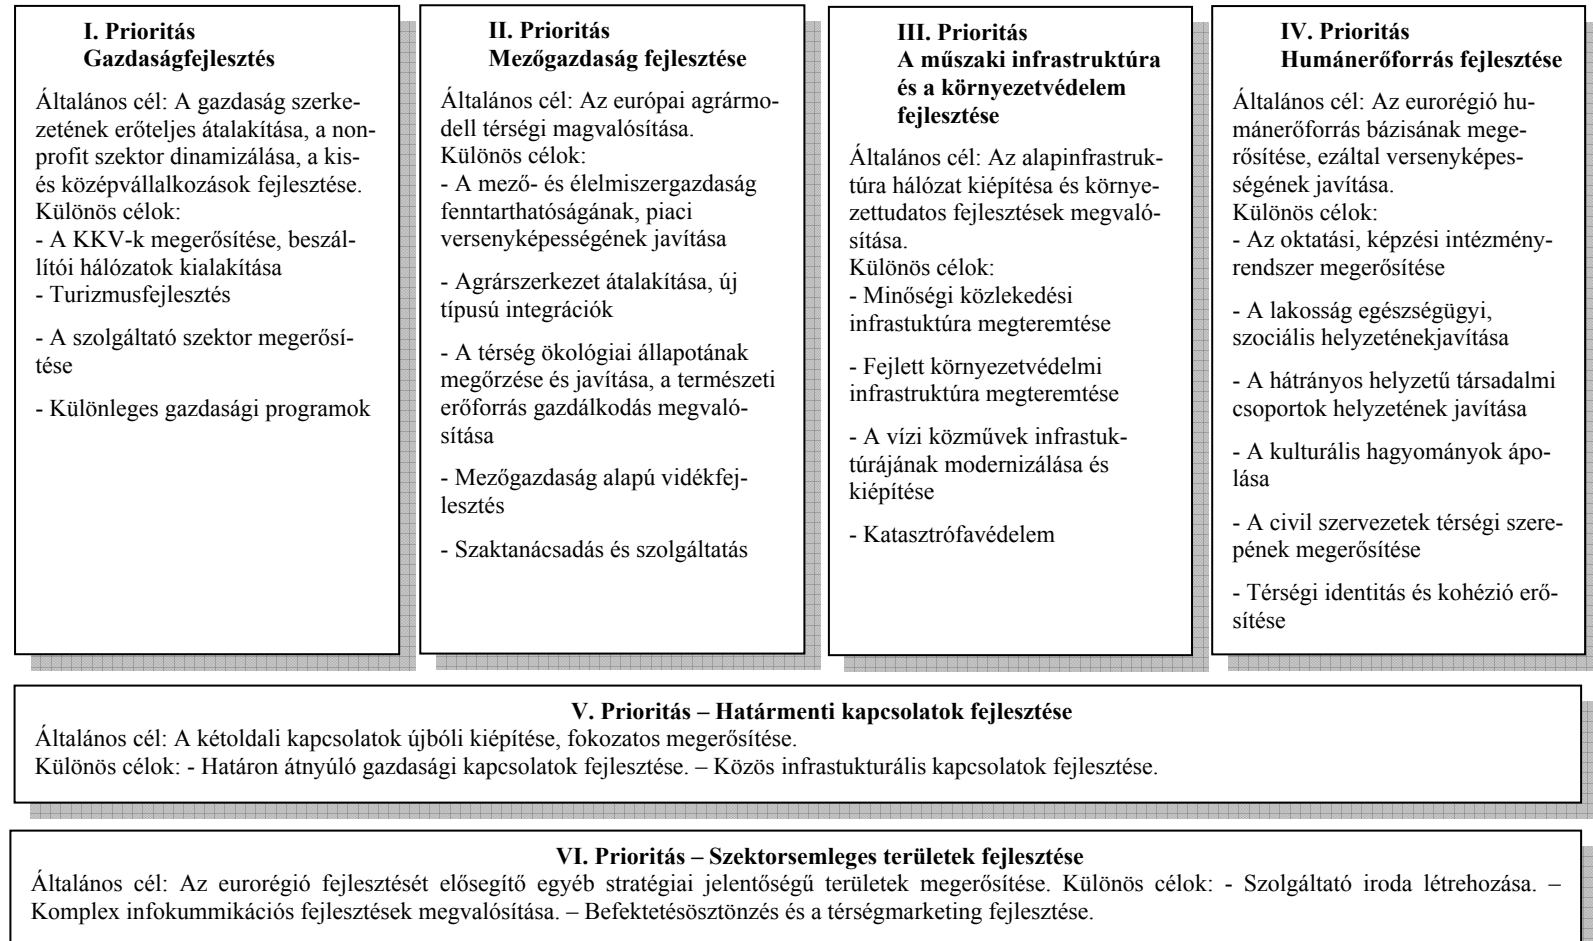 I. Prioritás
Gazdaságfejlesztés
Általános cél: A gazdaság szerke-
zetének erőteljes átalakítása, a non-
profit szektor dinamizálása, a kis-
és középvállalkozások fejlesztése.
Különös célok:
- A KKV-k megerősítése, beszál-
lítói hálózatok kialakítása
- Turizmusfejlesztés
- A szolgáltató szektor megerősí-
tése
- Különleges gazdasági programok
II. Prioritás
Mezőgazdaság fejlesztése
Általános cél: Az európai agrármo-
dell térségi magvalósítása.
Különös célok:
- A mező- és élelmiszergazdaság
fenntarthatóságának, piaci
versenyképességének javítása
- Agrárszerkezet átalakítása, új
típusú integrációk
- A térség ökológiai állapotának
megőrzése és javítása, a természeti
erőforrás gazdálkodás megvaló-
sítása
- Mezőgazdaság alapú vidékfej-
lesztés
- Szaktanácsadás és szolgáltatás
III. Prioritás
A műszaki infrastruktúra
és a környezetvédelem
fejlesztése
Általános cél: Az alapinfrastruk-
túra hálózat kiépítésa és környe-
zettudatos fejlesztések megvaló-
sítása.
Különös célok:
- Minőségi közlekedési
infrastuktúra megteremtése
- Fejlett környezetvédelmi
infrastruktúra megteremtése
- A vízi közművek infrastuk-
túrájának modernizálása és
kiépítése
- Katasztrófavédelem
IV. Prioritás
Humánerőforrás fejlesztése
Általános cél: Az eurorégió hu-
mánerőforrás bázisának mege-
rősítése, ezáltal versenyképes-
ségének javítása.
Különös célok:
- Az oktatási, képzési intézmény-
rendszer megerősítése
- A lakosság egészségügyi,
szociális helyzeténekjavítása
- A hátrányos helyzetű társadalmi
csoportok helyzetének javítása
- A kulturális hagyományok ápo-
lása
- A civil szervezetek térségi szere-
pének megerősítése
- Térségi identitás és kohézió erő-
sítése
V. Prioritás – Határmenti kapcsolatok fejlesztése
Általános cél: A kétoldali kapcsolatok újbóli kiépítése, fokozatos megerősítése.
Különös célok: - Határon átnyúló gazdasági kapcsolatok fejlesztése. – Közös infrastukturális kapcsolatok fejlesztése.
VI. Prioritás – Szektorsemleges területek fejlesztése
Általános cél: Az eurorégió fejlesztését elősegítő egyéb stratégiai jelentőségű területek megerősítése. Különös célok: - Szolgáltató iroda létrehozása. –
Komplex infokummikációs fejlesztések megvalósítása. – Befektetésösztönzés és a térségmarketing fejlesztése.